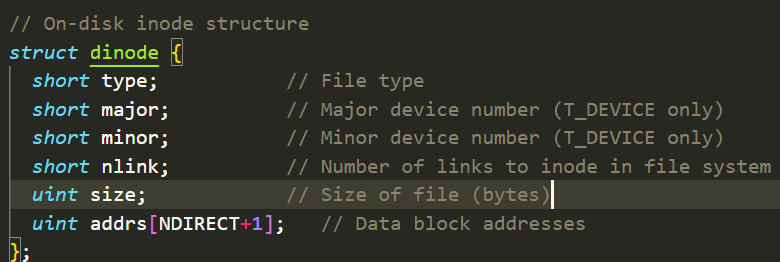 // On-disk inode structure
struct dinode {
  short type;           // File type
  short major;          // Major device number (T_DEVICE only)
  short minor;          // Minor device number (T_DEVICE only)
  short nlink;          // Number of links to inode in file system
  uint size;            // Size of file (bytes)
  uint addrs[NDIRECT+1];   // Data block addresses
};